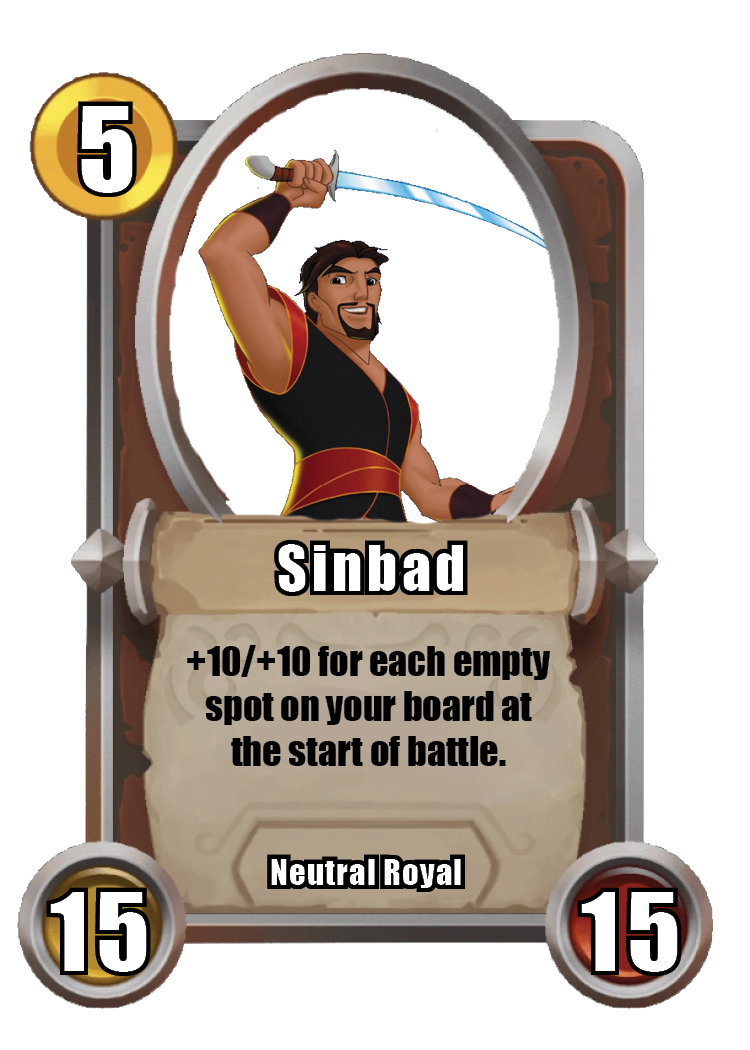 5
Sinbad
+10/+10 for each empty
spot on your board at
the start of battle.
Neutral Royal
15
15